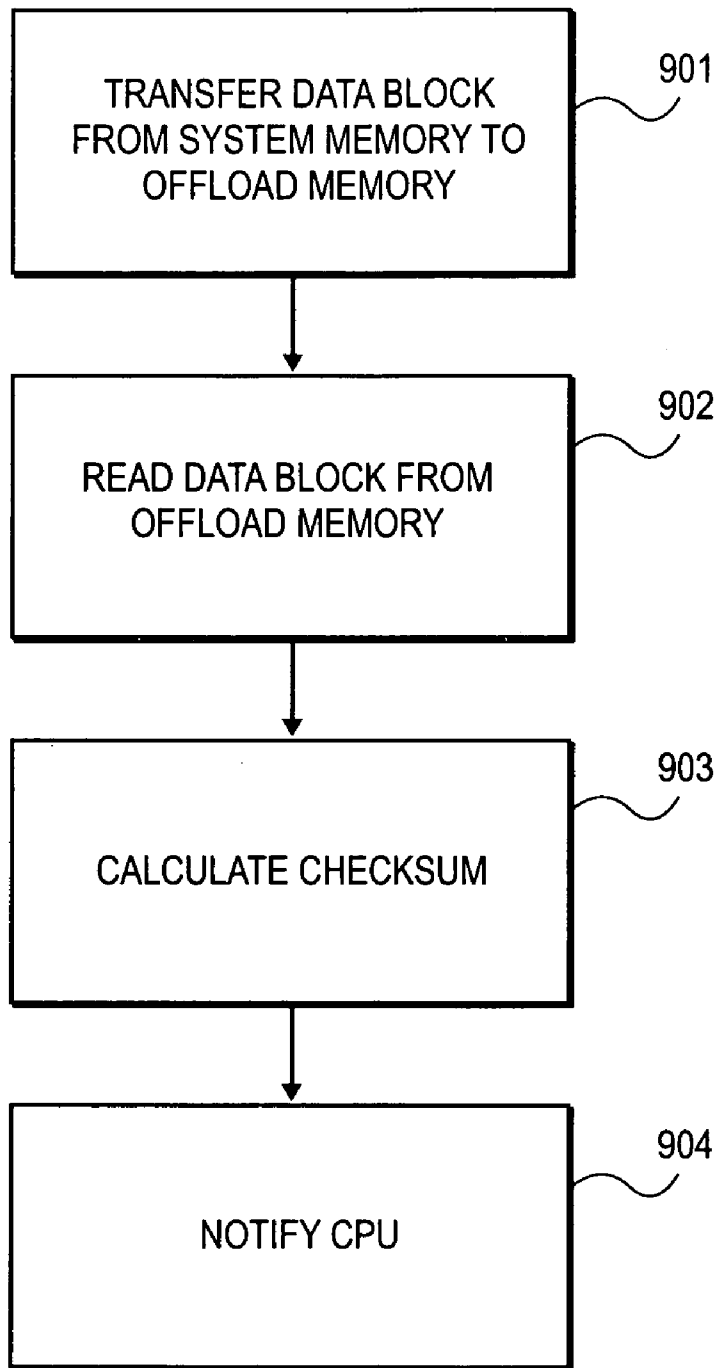 TRANSFER DATA BLOCK
FROM SYSTEM MEMORY TO
OFFLOAD MEMORY
901
READ DATA BLOCK FROM
OFFLOAD MEMORY
902
CALCULATE CHECKSUM
903
NOTIFY CPU
904